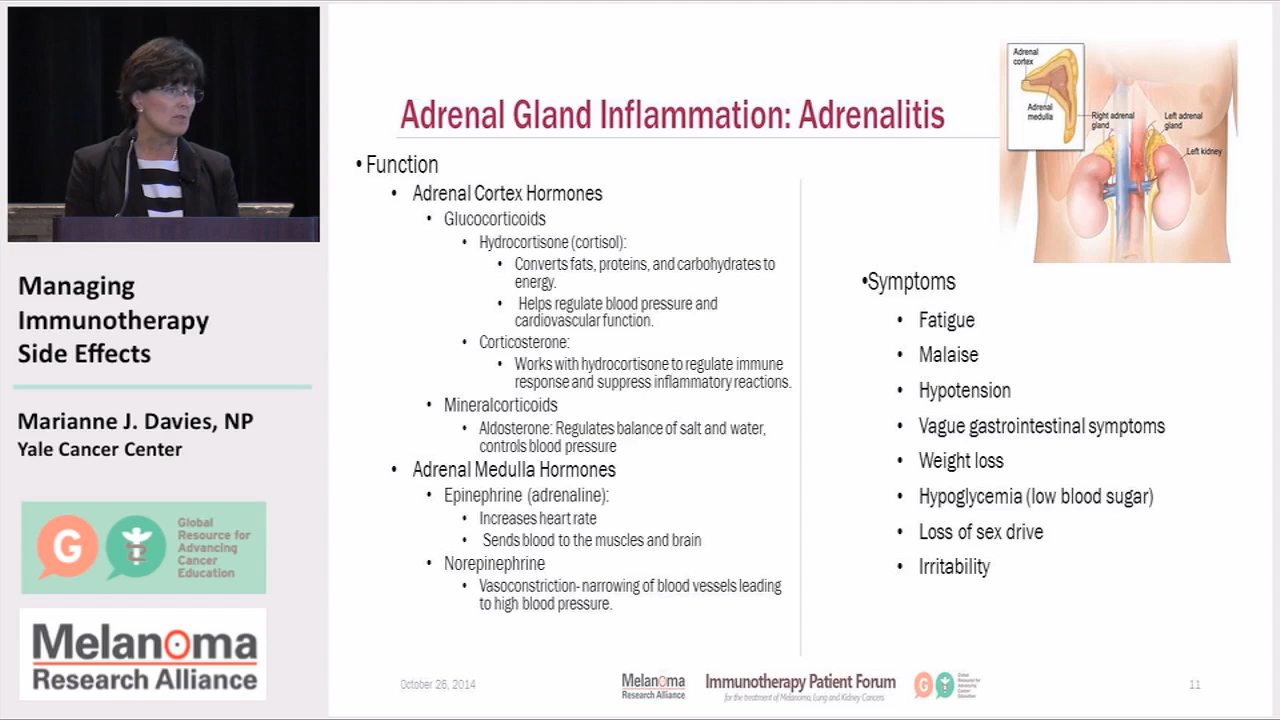 Managing
Immunotherapy
Side Effects
Marianne J. Davies, NP
Yale Cancer Center
G
Global
Resource for
Advancing
Cancer
Education
Melanoma
Research Alliance
Adrenal Gland Inflammation: Adrenalitis
• Function
• Adrenal Cortex Hormones
• Glucocorticoids
• Hydrocortisone (cortisol):
• Converts fats, proteins, and carbohydrates to
energy.
• Helps regulate blood pressure and
cardiovascular function.
• Corticosterone:
• Works with hydrocortisone to regulate immune
response and suppress inflammatory reactions.
• Mineralcorticoids
• Aldosterone: Regulates balance of salt and water,
controls blood pressure
• Adrenal Medulla Hormones
• Epinephrine (adrenaline):
• Increases heart rate
• Sends blood to the muscles and brain
• Norepinephrine
• Vasoconstriction- narrowing of blood vessels leading
to high blood pressure.
Adrenal
cortex
Adrenal
medulla
Right adrenal
gland
Left adrenal
gland
Left kidney
•Symptoms
• Fatigue
• Malaise
• Hypotension
• Vague gastrointestinal symptoms
• Weight loss
• Hypoglycemia (low blood sugar)
• Loss of sex drive
• Irritability
October 26, 2014
Melanoma
Research Alliance
Immunotherapy Patient Forum
for the treatment of Melanoma, Lung and Kidney Cancers
G
Global
Resource for
Advancing
Cancer
Education
11